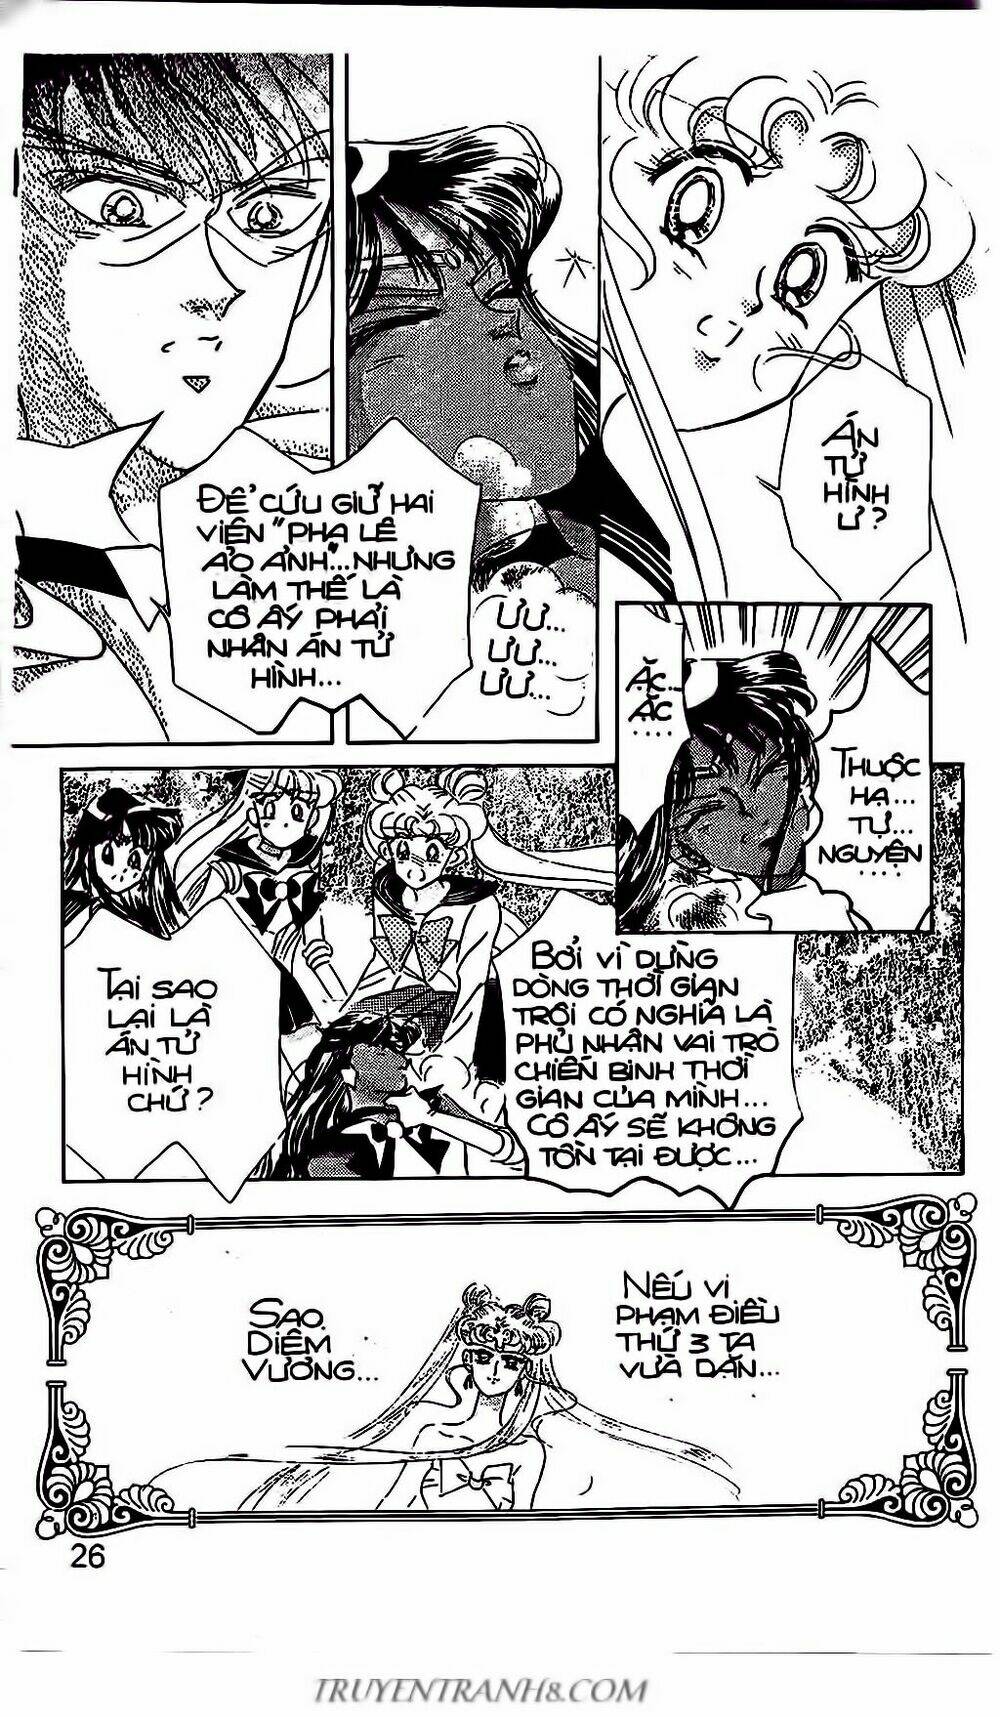 ÁN
TỬ
HÌNH
Ư?
ĐỂ CỨU GIỮ HAI
VIÊN "PHA LÊ
ẢO ẢNH"...NHƯNG
LÀM THẾ LÀ
CÔ ẤY PHẢI
NHẬN ÁN TỬ
HÌNH...
ƯƯ...
ƯƯ...
ƯƯ...
THUỘC
HẠ...
TỰ...
NGUYỆN
....
ẶC..
ẶC
....
BỞI VÌ DỪNG
DÒNG THỜI GIAN
TRÔI CÓ NGHĨA LÀ
PHỦ NHẬN VAI TRÒ
CHIẾN BINH THỜI
GIAN CỦA MÌNH...
CÔ ẤY SẼ KHÔNG
TỒN TẠI ĐƯỢC...
TẠI SAO
LẠI LÀ
ÁN TỬ
HÌNH
CHỨ?
NẾU VI
PHẠM ĐIỀU
THỨ 3 TA
VỪA DẶN...
SAO
DIÊM
VƯƠNG...
26
TRUYENTRANH8.COM